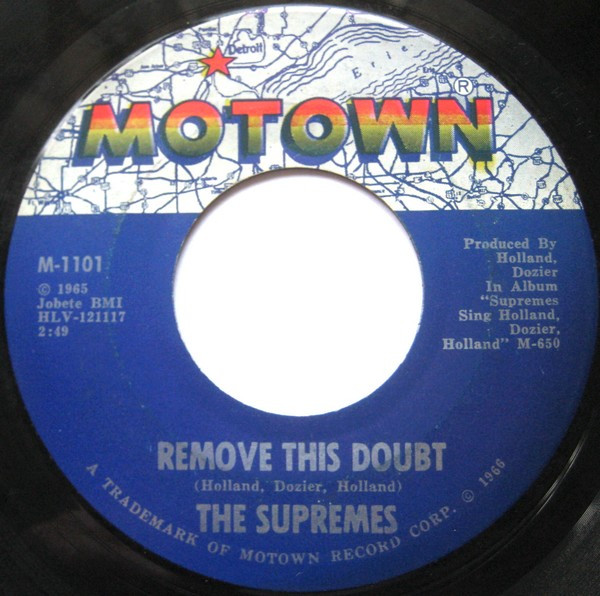 Detroit
Erie
Erie
MOTOWN®
M-1101
© 1965
Jobete BMI
HLV-121117
2:49
Produced By
Holland,
Dozier
In Album
"Supremes
Sing Holland,
Dozier,
Holland" M-650
REMOVE THIS DOUBT
(Holland, Dozier, Holland)
THE SUPREMES
A TRADEMARK OF MOTOWN RECORD CORP. © 1966